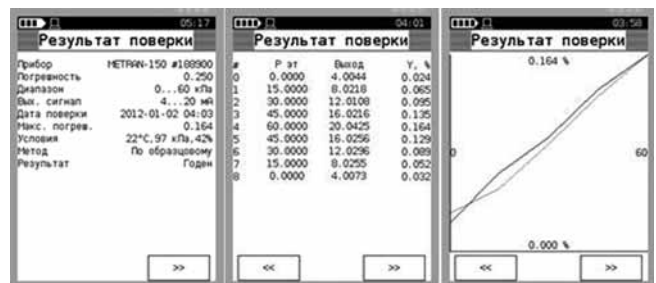 05:17
Результат поверки
Прибор METRAN-150 #188900
Погрешность 0.250
Диапазон 0...60 кПа
Вых. сигнал 4...20 мА
Дата поверки 2012-01-02 04:03
Макс. погрев. 0.164
Условия 22°C,97 кПа,42%
Метод По образцовому
Результат Годен
>>
04:01
Результат поверки
# P эт Выход Y, %
0 0.0000 4.0044 0.024
1 15.0000 8.0218 0.065
2 30.0000 12.0108 0.095
3 45.0000 16.0216 0.135
4 60.0000 20.0425 0.164
5 45.0000 16.0256 0.129
6 30.0000 12.0296 0.089
7 15.0000 8.0255 0.052
8 0.0000 4.0073 0.032
<< >>
03:58
Результат поверки
0.164 %
0 60
0.000 %
<< >>